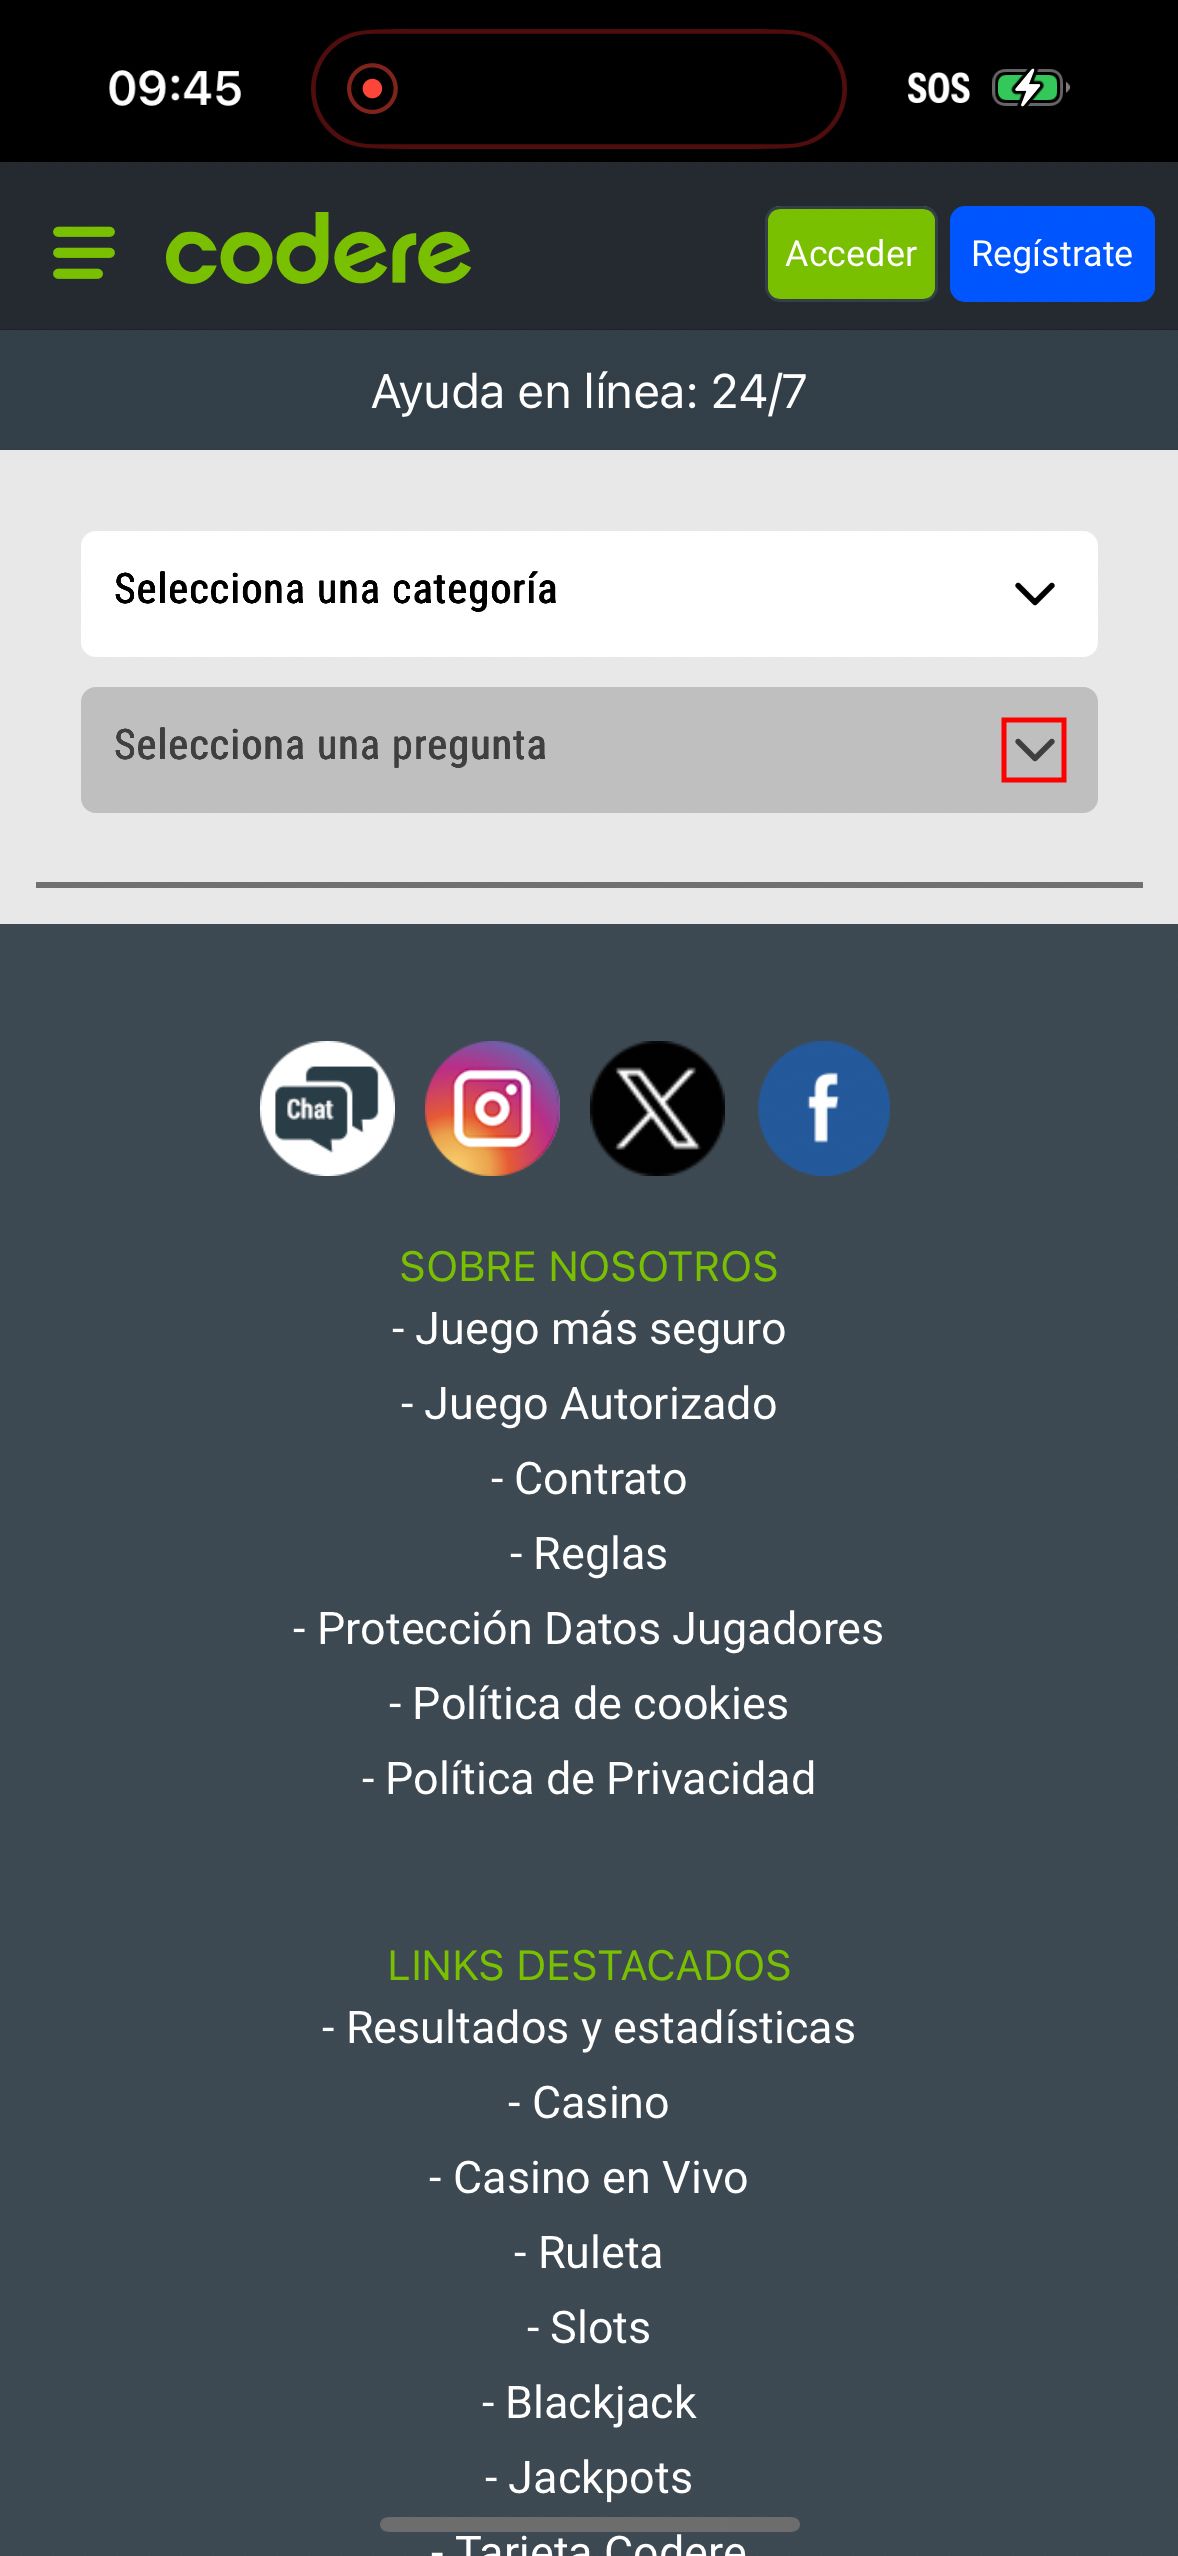 09:45
SOS
codere
Acceder
Regístrate
Ayuda en línea: 24/7
Selecciona una categoría
Selecciona una pregunta
Chat
SOBRE NOSOTROS
- Juego más seguro
- Juego Autorizado
- Contrato
- Reglas
- Protección Datos Jugadores
- Política de cookies
- Política de Privacidad
LINKS DESTACADOS
- Resultados y estadísticas
- Casino
- Casino en Vivo
- Ruleta
- Slots
- Blackjack
- Jackpots
- Tarjeta Codere